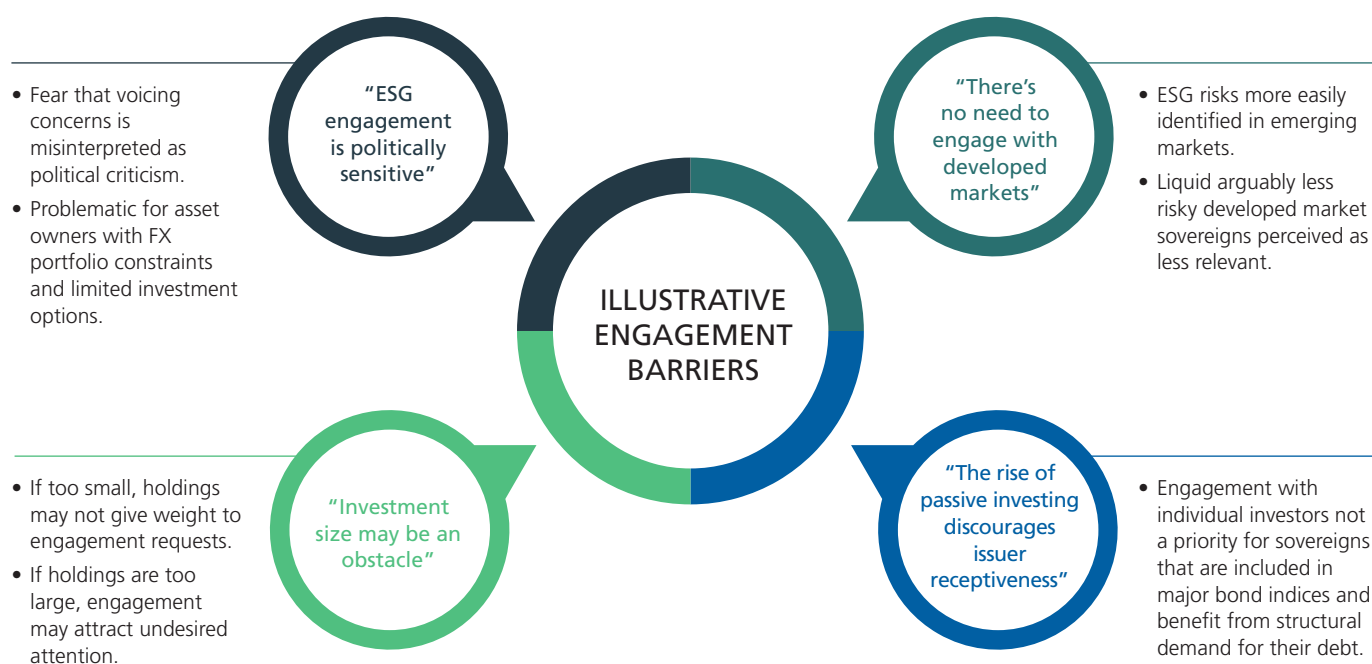 “ESG
engagement
is politically
sensitive”
• Fear that voicing
concerns is
misinterpreted as
political criticism.
• Problematic for asset
owners with FX
portfolio constraints
and limited investment
options.
“There’s
no need to
engage with
developed
markets”
• ESG risks more easily
identified in emerging
markets.
• Liquid arguably less
risky developed market
sovereigns perceived as
less relevant.
ILLUSTRATIVE
ENGAGEMENT
BARRIERS
“Investment
size may be an
obstacle”
• If too small, holdings
may not give weight to
engagement requests.
• If holdings are too
large, engagement
may attract undesired
attention.
“The rise of
passive investing
discourages
issuer
receptiveness”
• Engagement with
individual investors not
a priority for sovereigns
that are included in
major bond indices and
benefit from structural
demand for their debt.